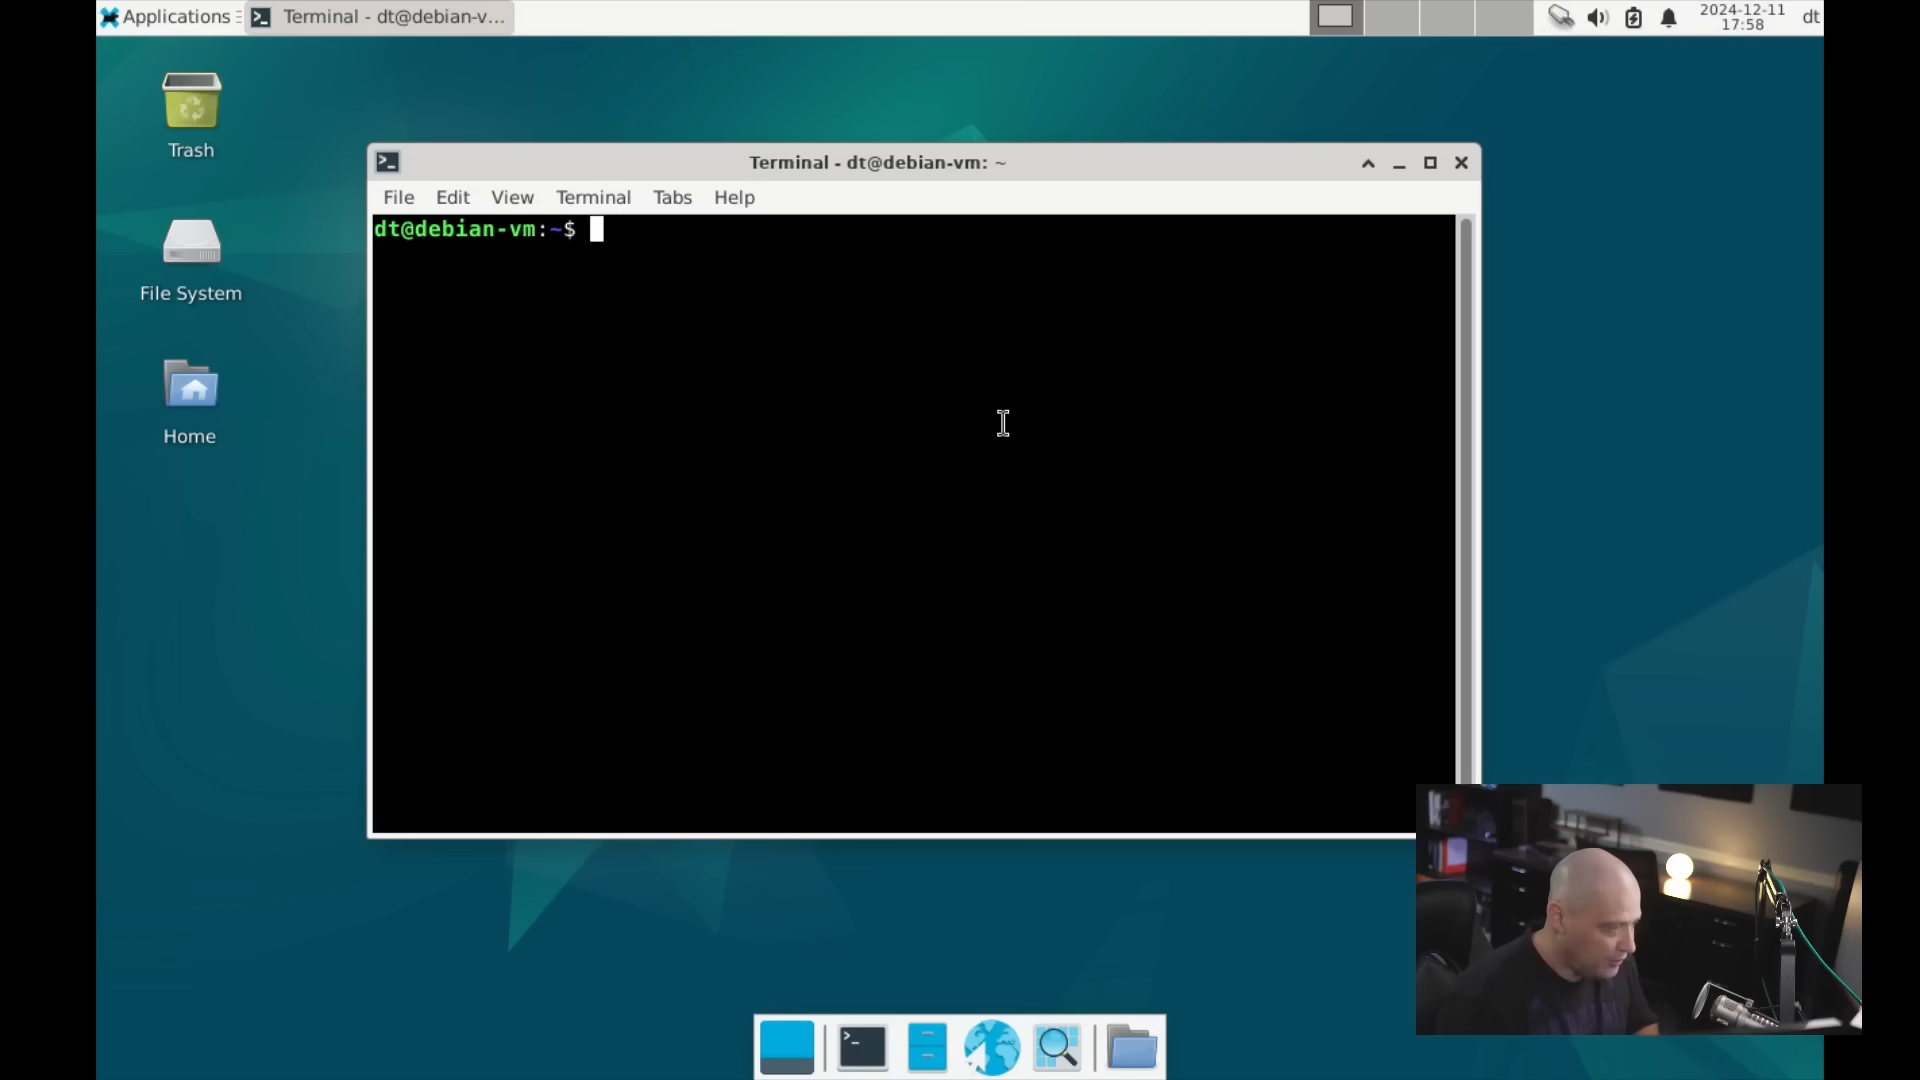 Applications
Terminal - dt@debian-v...
2024-12-11
17:58
dt
Trash
File System
Home
Terminal - dt@debian-vm: ~
File Edit View Terminal Tabs Help
dt@debian-vm:~$